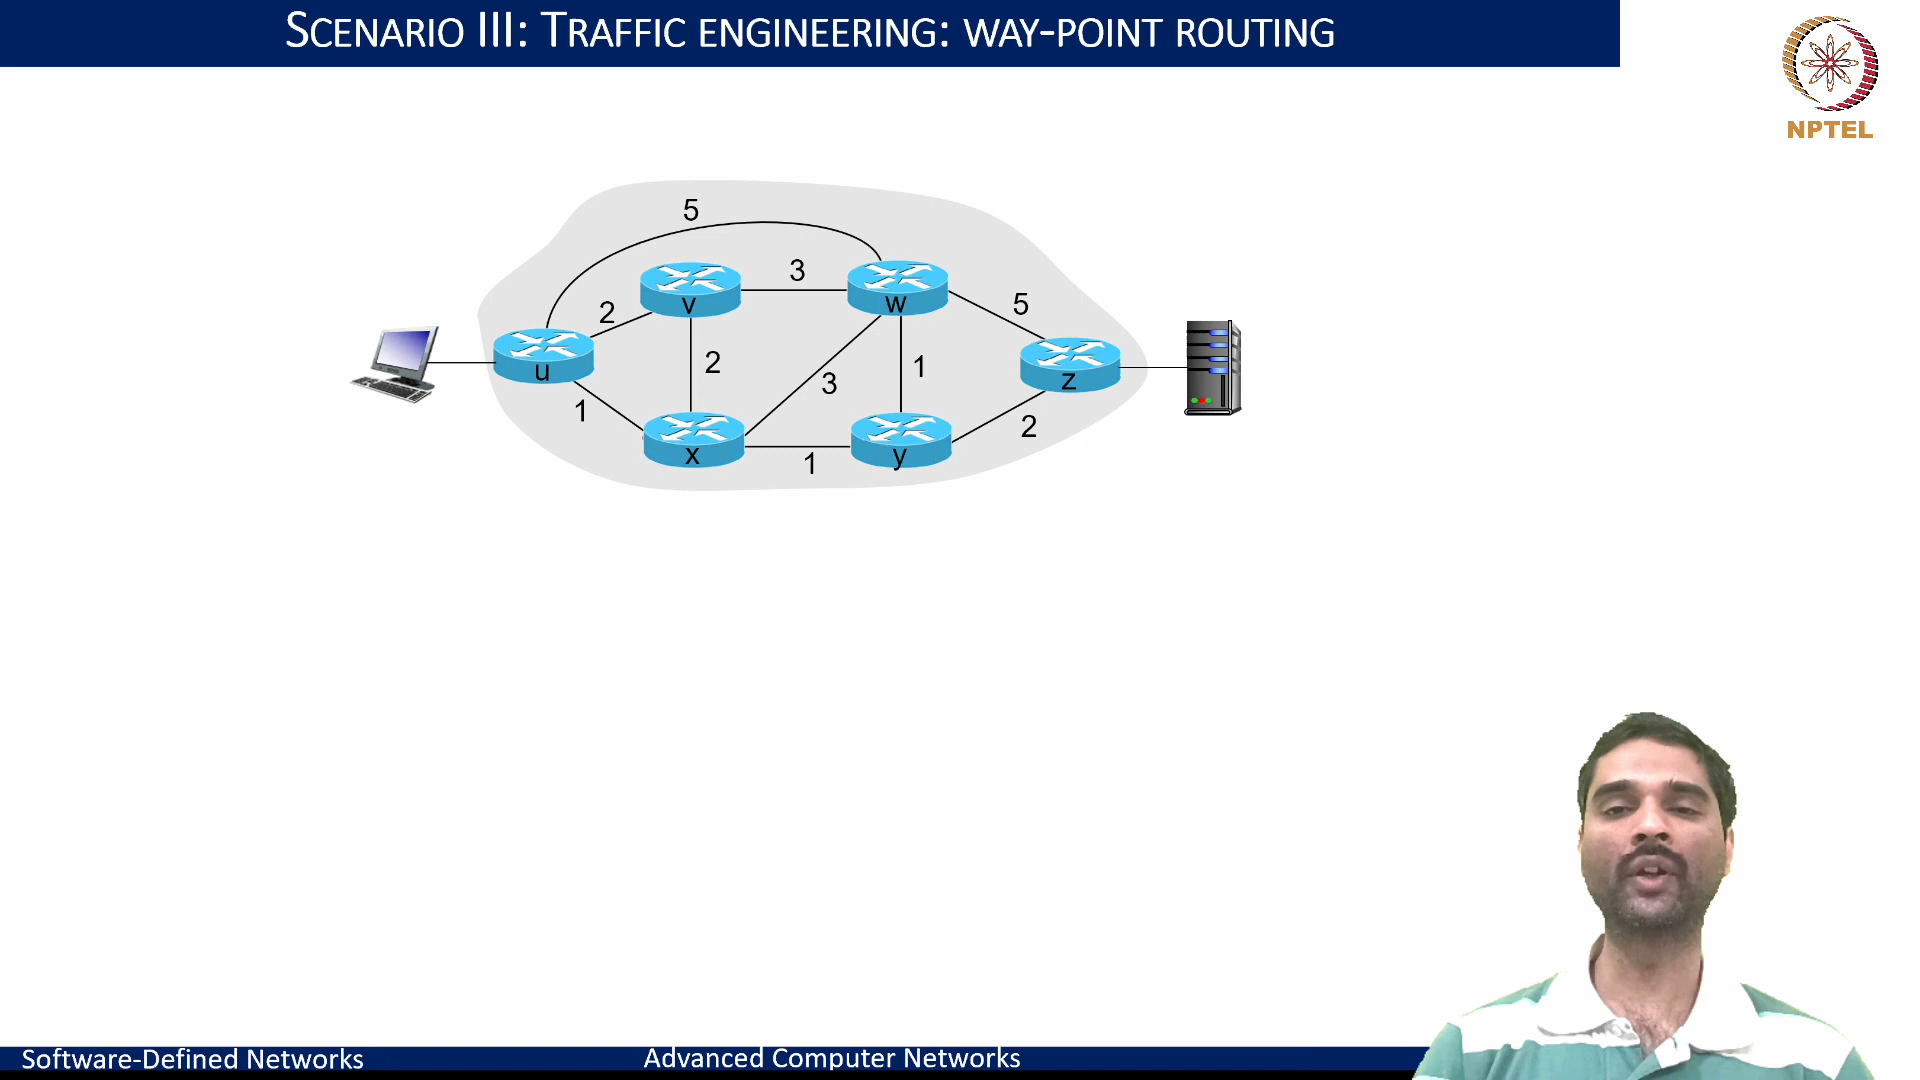 SCENARIO III: TRAFFIC ENGINEERING: WAY-POINT ROUTING
NPTEL
5
3
v
w
2
5
u
2
3
1
z
1
2
x
1
y
Software-Defined Networks
Advanced Computer Networks